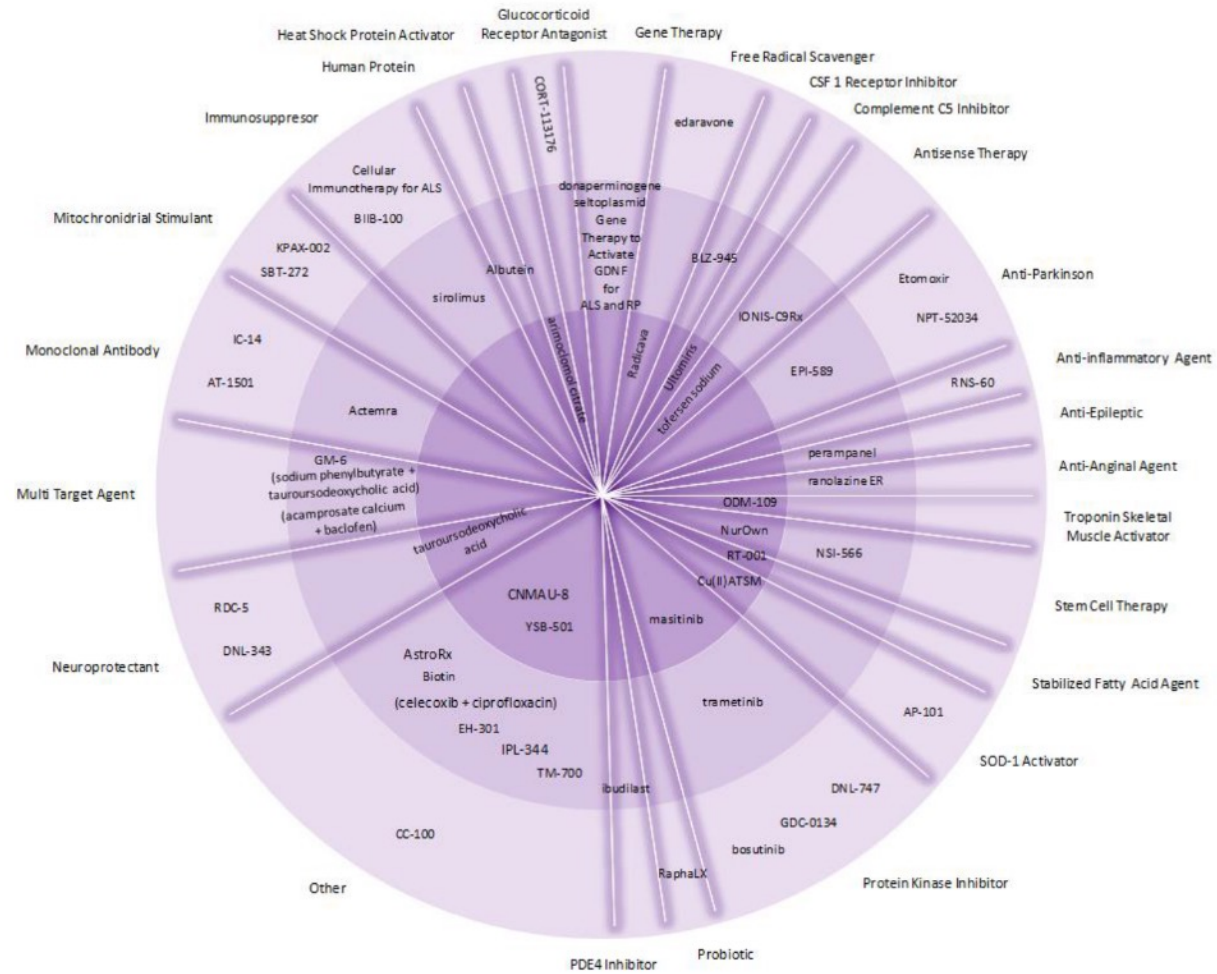 Glucocorticoid
Receptor Antagonist
Gene Therapy
Heat Shock Protein Activator
Free Radical Scavenger
Human Protein
CSF 1 Receptor Inhibitor
Complement C5 Inhibitor
Immunosuppresor
Antisense Therapy
Mitochronidrial Stimulant
Anti-Parkinson
Monoclonal Antibody
Anti-inflammatory Agent
Anti-Epileptic
Anti-Anginal Agent
Multi Target Agent
Troponin Skeletal
Muscle Activator
Stem Cell Therapy
Neuroprotectant
Stabilized Fatty Acid Agent
SOD-1 Activator
Other
Protein Kinase Inhibitor
PDE4 Inhibitor
Probiotic
CORT-113176
edaravone
Cellular
Immunotherapy for ALS
BIIB-100
KPAX-002
SBT-272
IC-14
AT-1501
donaperminogene
seltoplasmid
Gene
Therapy to
Activate
GDNF
for
ALS and RP
BLZ-945
Albutein
sirolimus
arimoclomol citrate
Radicava
Ultomiris
tofersen sodium
IONIS-C9Rx
Etomoxir
NPT-52034
EPI-589
RNS-60
Actemra
perampanel
ranolazine ER
GM-6
(sodium phenylbutyrate +
tauroursodeoxycholic acid)
(acamprosate calcium
+ baclofen)
tauroursodeoxycholic
acid
ODM-109
NurOwn
RT-001
NSI-566
Cu(II)ATSM
RDC-5
DNL-343
CNMAU-8
YSB-501
masitinib
AstroRx
Biotin
(celecoxib + ciprofloxacin)
EH-301
IPL-344
TM-700
ibudilast
trametinib
AP-101
DNL-747
GDC-0134
bosutinib
CC-100
RaphaLX